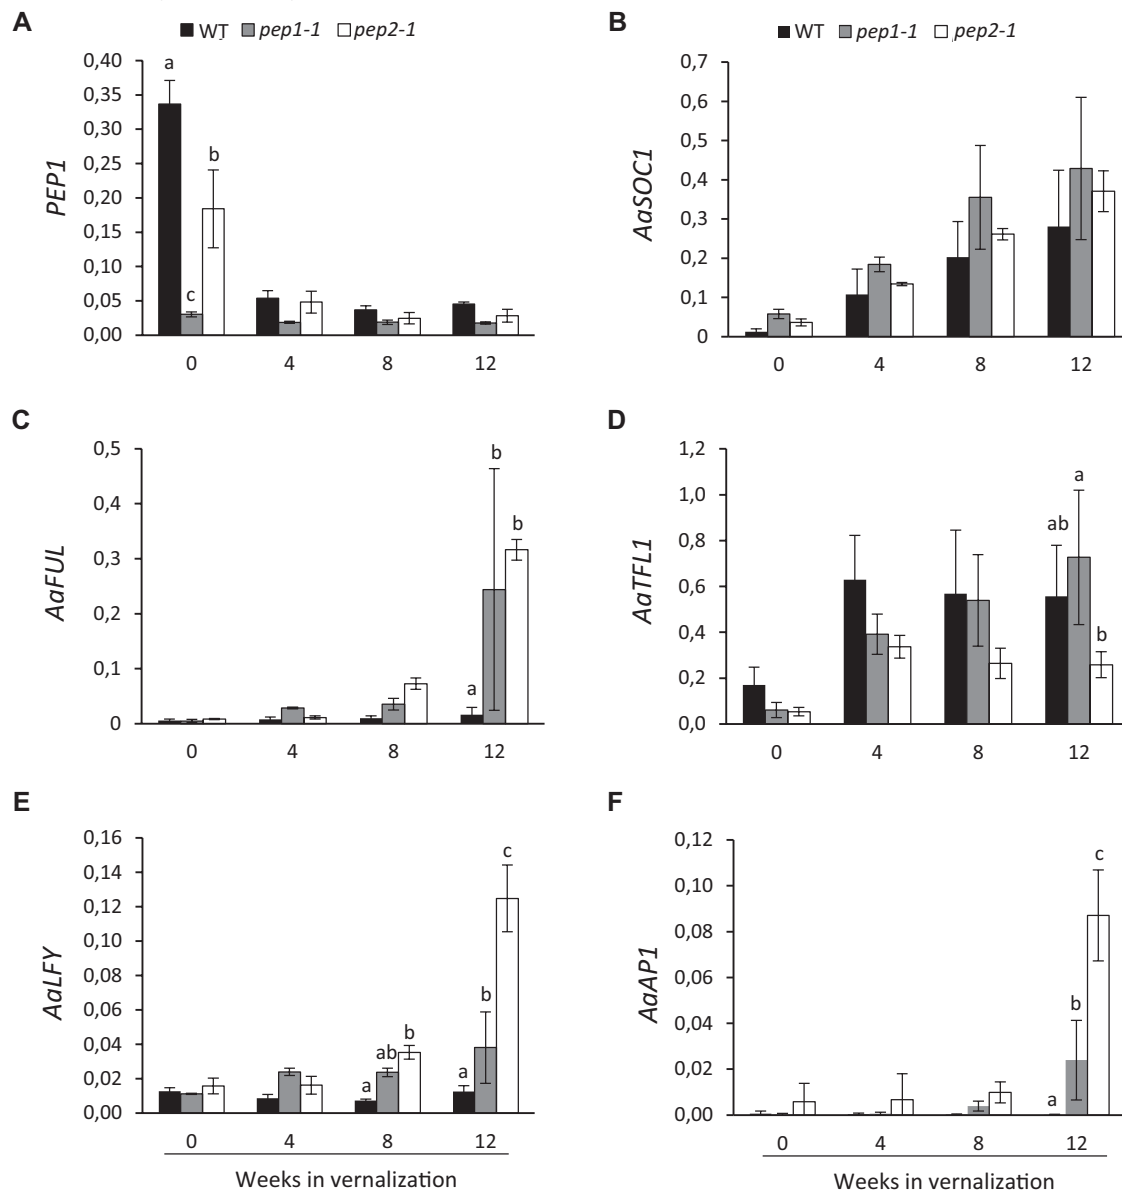 A
WT pep1-1 pep2-1
PEP1
0,40
0,35
0,30
0,25
0,20
0,15
0,10
0,05
0,00
a
b
c
0 4 8 12
B
WT pep1-1 pep2-1
AaSOC1
0,7
0,6
0,5
0,4
0,3
0,2
0,1
0
0 4 8 12
C
AaFUL
0,5
0,4
0,3
0,2
0,1
0
b
b
a
0 4 8 12
D
AaTFL1
1,2
1,0
0,8
0,6
0,4
0,2
0,0
a
ab
b
0 4 8 12
E
AaLFY
0,16
0,14
0,12
0,10
0,08
0,06
0,04
0,02
0,00
c
b
ab b
a a
0 4 8 12
Weeks in vernalization
F
AaAP1
0,12
0,10
0,08
0,06
0,04
0,02
0,00
c
b
a
0 4 8 12
Weeks in vernalization